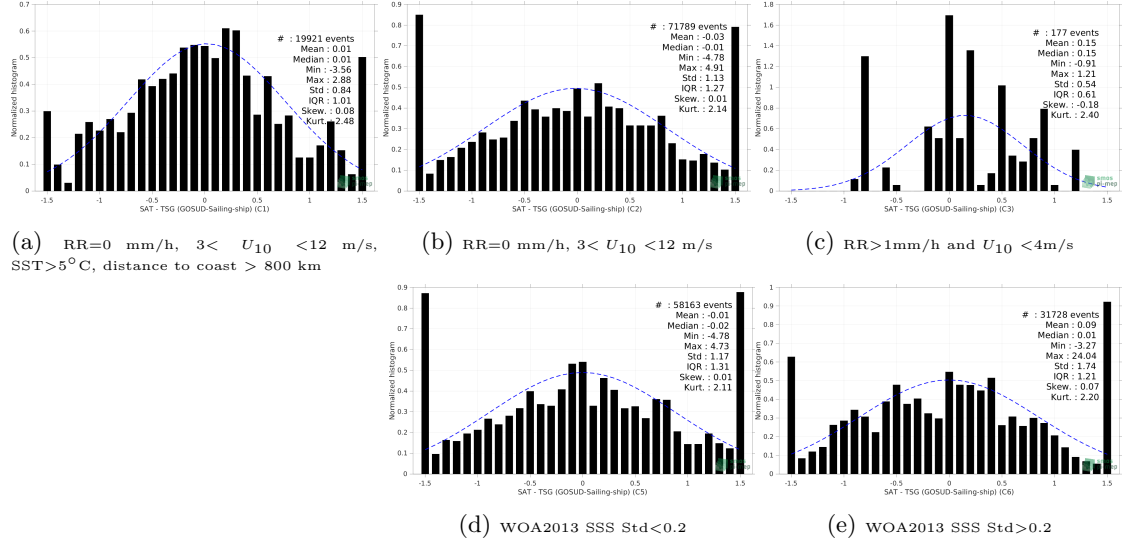 0.7
0.6
0.5
0.4
0.3
0.2
0.1
0
Normalized histogram
# : 19921 events
Mean : 0.01
Median : 0.01
Min : -3.56
Max : 2.88
Std : 0.84
IQR : 1.01
Skew. : 0.08
Kurt. : 2.48
-1.5 -1 -0.5 0 0.5 1 1.5
SAT - TSG (GOSUD-Sailing-ship) (C1)
(a) RR=0 mm/h, 3< U10 <12 m/s,
SST>5°C, distance to coast > 800 km
0.9
0.8
0.7
0.6
0.5
0.4
0.3
0.2
0.1
0
Normalized histogram
# : 71789 events
Mean : -0.03
Median : -0.01
Min : -4.78
Max : 4.91
Std : 1.13
IQR : 1.27
Skew. : 0.01
Kurt. : 2.14
-1.5 -1 -0.5 0 0.5 1 1.5
SAT - TSG (GOSUD-Sailing-ship) (C2)
(b) RR=0 mm/h, 3< U10 <12 m/s
1.8
1.6
1.4
1.2
1
0.8
0.6
0.4
0.2
0
Normalized histogram
# : 177 events
Mean : 0.15
Median : 0.15
Min : -0.91
Max : 1.21
Std : 0.54
IQR : 0.61
Skew. : -0.18
Kurt. : 2.40
smos
pi-mep
-1.5 -1 -0.5 0 0.5 1 1.5
SAT - TSG (GOSUD-Sailing-ship) (C3)
(c) RR>1mm/h and U10 <4m/s
0.9
0.8
0.7
0.6
0.5
0.4
0.3
0.2
0.1
0
Normalized histogram
# : 58163 events
Mean : -0.01
Median : -0.02
Min : -4.78
Max : 4.73
Std : 1.17
IQR : 1.31
Skew. : 0.01
Kurt. : 2.11
-1.5 -1 -0.5 0 0.5 1 1.5
SAT - TSG (GOSUD-Sailing-ship) (C5)
(d) WOA2013 SSS Std<0.2
1
0.9
0.8
0.7
0.6
0.5
0.4
0.3
0.2
0.1
0
Normalized histogram
# : 31728 events
Mean : 0.09
Median : 0.01
Min : -3.27
Max : 24.04
Std : 1.74
IQR : 1.21
Skew. : 0.07
Kurt. : 2.20
-1.5 -1 -0.5 0 0.5 1 1.5
SAT - TSG (GOSUD-Sailing-ship) (C6)
(e) WOA2013 SSS Std>0.2